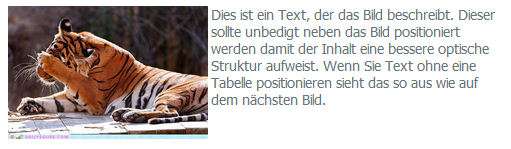 Dies ist ein Text, der das Bild beschreibt. Dieser
sollte unbedigt neben das Bild positioniert
werden damit der Inhalt eine bessere optische
Struktur aufweist. Wenn Sie Text ohne eine
Tabelle positionieren sieht das so aus wie auf
dem nächsten Bild.
DAILYSQUEE.COM